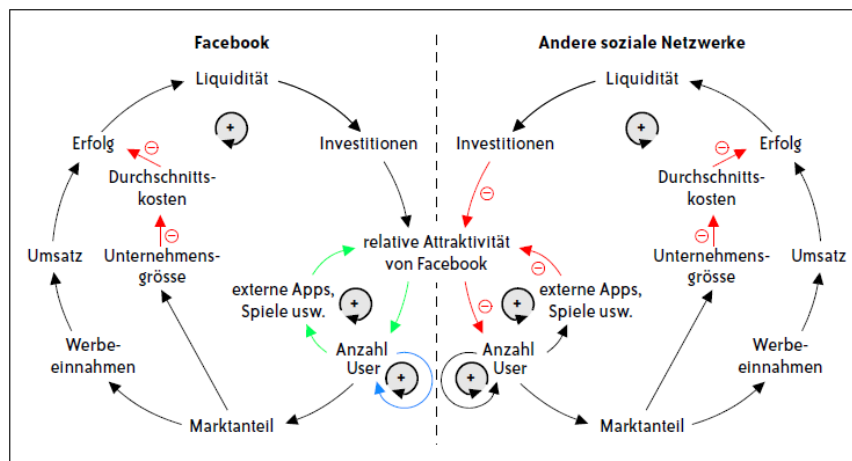 Facebook
Andere soziale Netzwerke
Liquidität
Liquidität
Erfolg
+
Investitionen
Investitionen
+
Erfolg
Durchschnitts-
kosten
Durchschnitts-
kosten
relative Attraktivität
von Facebook
Umsatz
Unternehmens-
grösse
Unternehmens-
grösse
Umsatz
externe Apps,
Spiele usw.
+
+
externe Apps,
Spiele usw.
Werbe-
einnahmen
Anzahl
User
+
+
Anzahl
User
Werbe-
einnahmen
Marktanteil
Marktanteil